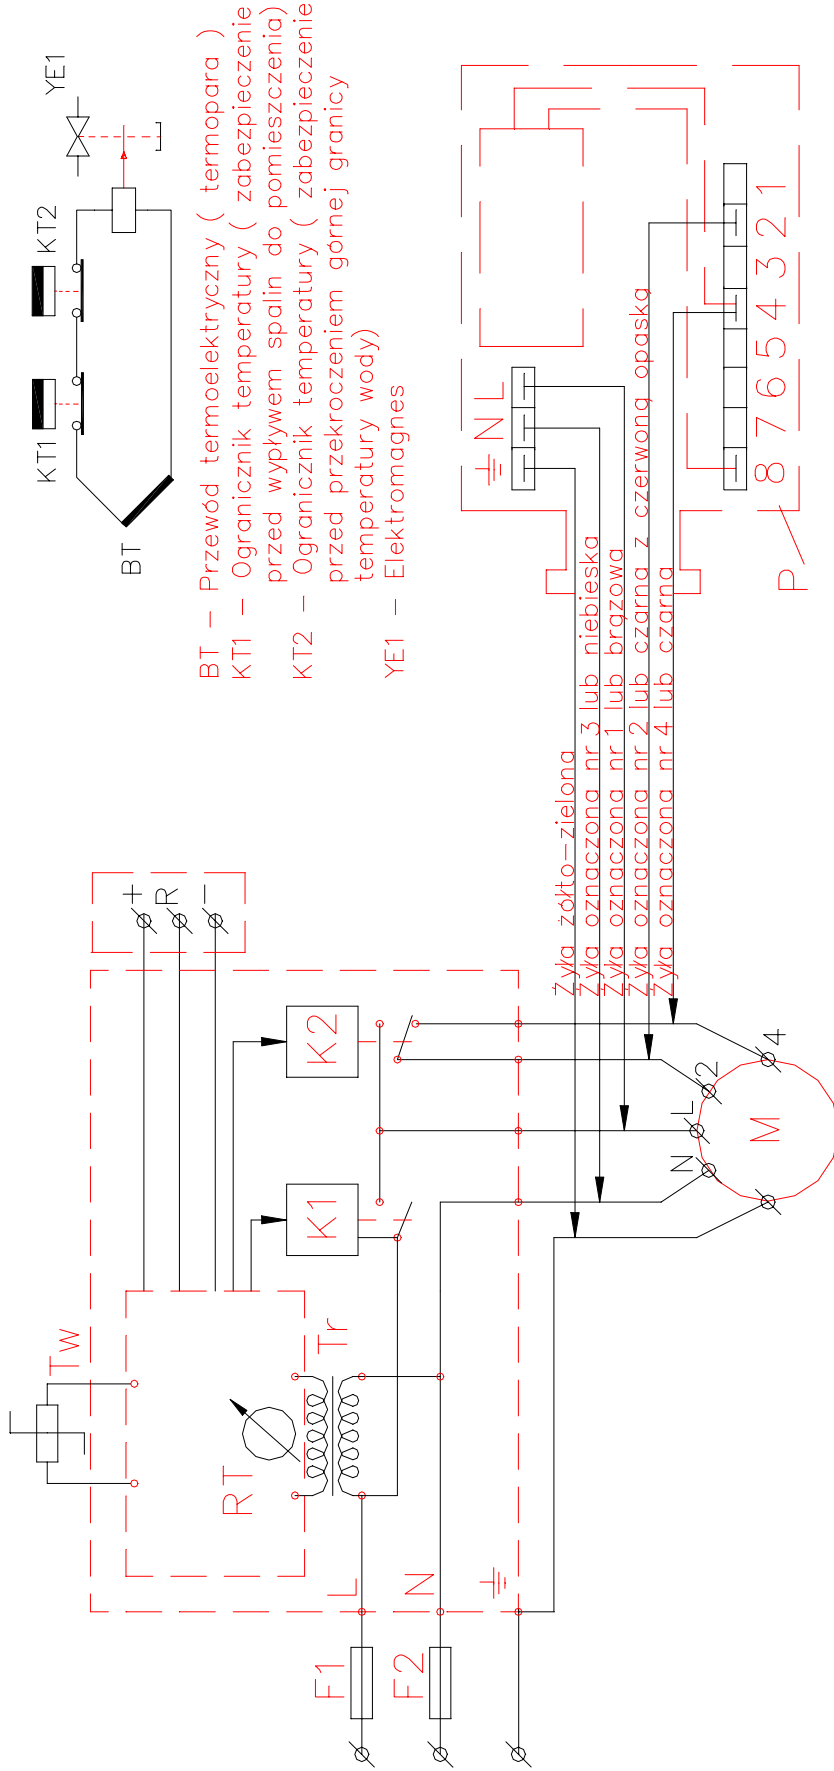 YE1
KT1
KT2
BT
BT – Przewód termoelektryczny ( termopara )
KT1 – Ogranicznik temperatury ( zabezpieczenie
przed wypływem spalin do pomieszczenia)
KT2 – Ogranicznik temperatury ( zabezpieczenie
przed przekroczeniem górnej granicy
temperatury wody)
YE1 – Elektromagnes
Tw
+
R
–
RT
Tr
K1
K2
F1
L
F2
N
N
L
2
4
M
Żyła żółto–zielona
Żyła oznaczona nr 3 lub niebieska
Żyła oznaczona nr 1 lub brązowa
Żyła oznaczona nr 2 lub czarna z czerwoną opaską
Żyła oznaczona nr 4 lub czarna
N L
8 7 6 5 4 3 2 1
P